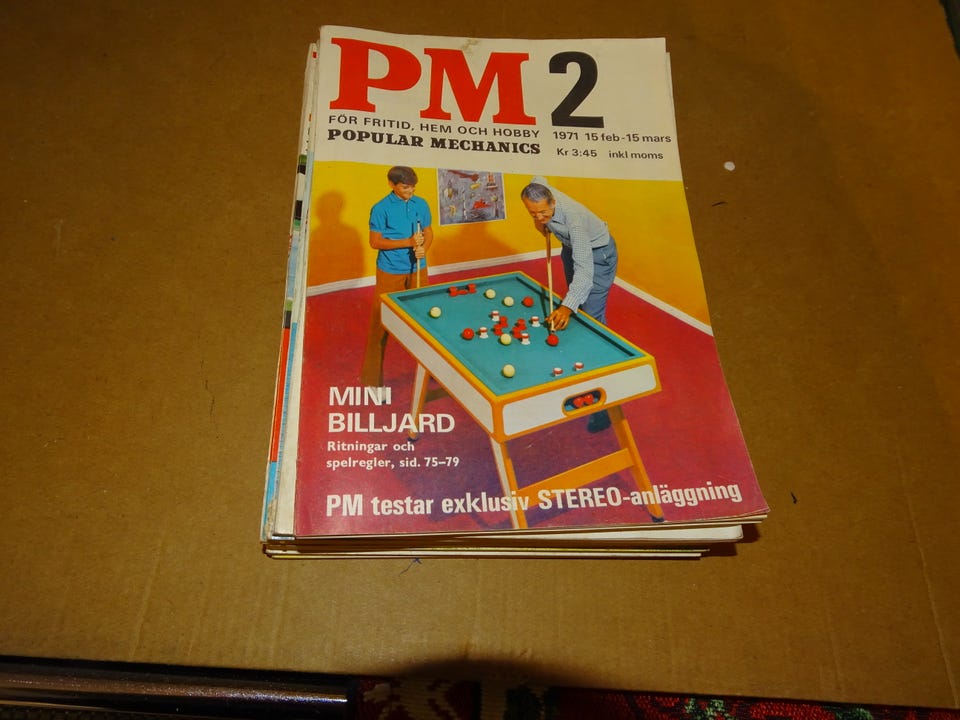 PM 2
FÖR FRITID, HEM OCH HOBBY
POPULAR MECHANICS
1971 15 feb-15 mars
Kr 3:45 inkl moms
MINI
BILLJARD
Ritningar och
spelregler, sid. 75–79
PM testar exklusiv STEREO-anläggning